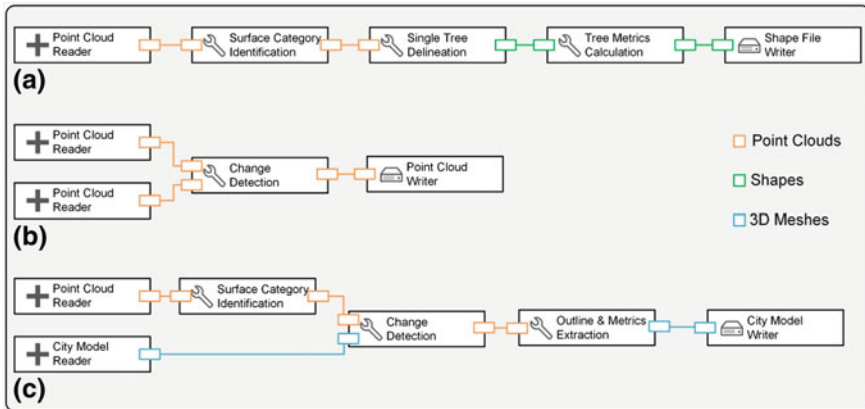 Point Cloud
Reader
Surface Category
Identification
Single Tree
Delineation
Tree Metrics
Calculation
Shape File
Writer
(a)
Point Cloud
Reader
Point Cloud
Reader
Change
Detection
Point Cloud
Writer
(b)
Point Clouds
Shapes
3D Meshes
Point Cloud
Reader
Surface Category
Identification
City Model
Reader
Change
Detection
Outline & Metrics
Extraction
City Model
Writer
(c)